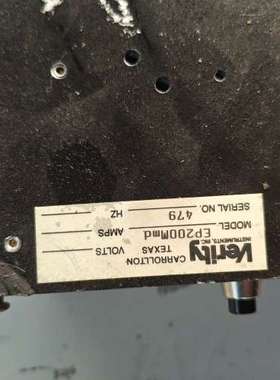 Verity
INSTRUMENTS, INC.
CARROLLTON
TEXAS
MODEL EP200Mmd
SERIAL NO. 479
VOLTS
AMPS
HZ